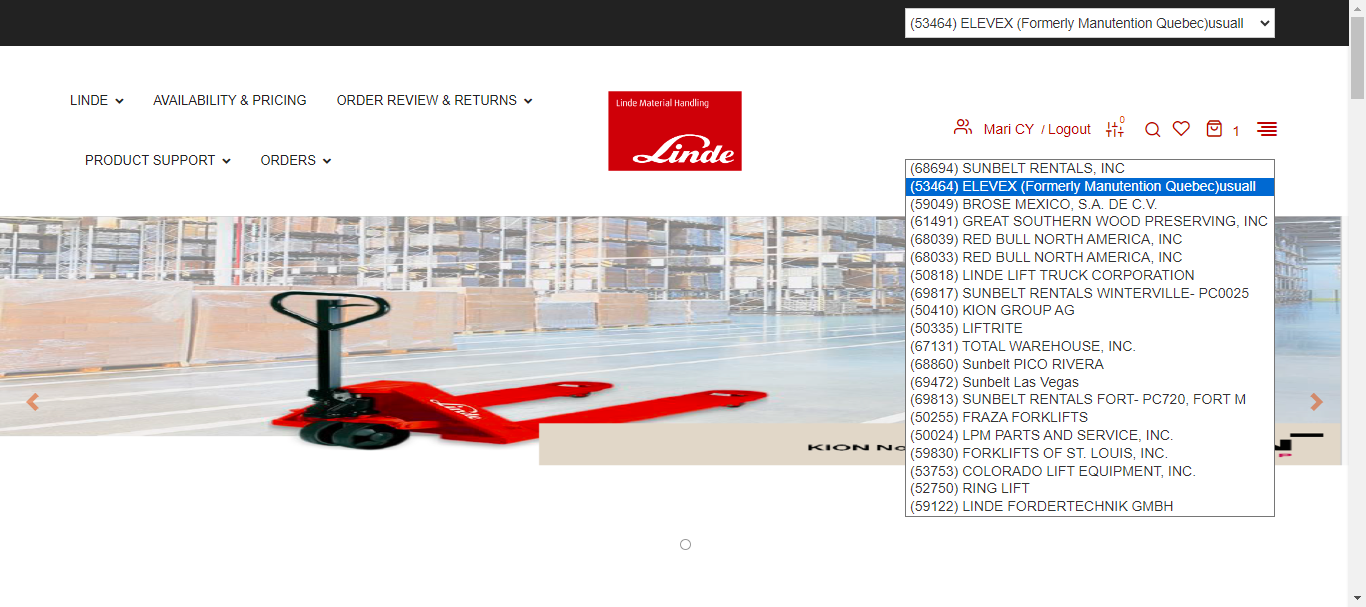 (53464) ELEVEX (Formerly Manutention Quebec)usuall
LINDE
AVAILABILITY & PRICING
ORDER REVIEW & RETURNS
Linde Material Handling
Linde
Mari CY / Logout
0
1
PRODUCT SUPPORT
ORDERS
(68694) SUNBELT RENTALS, INC
(53464) ELEVEX (Formerly Manutention Quebec)usuall
(59049) BROSE MEXICO, S.A. DE C.V.
(61491) GREAT SOUTHERN WOOD PRESERVING, INC
(68039) RED BULL NORTH AMERICA, INC
(68033) RED BULL NORTH AMERICA, INC
(50818) LINDE LIFT TRUCK CORPORATION
(69817) SUNBELT RENTALS WINTERVILLE- PC0025
(50410) KION GROUP AG
(50335) LIFTRITE
(67131) TOTAL WAREHOUSE, INC.
(68860) Sunbelt PICO RIVERA
(69472) Sunbelt Las Vegas
(69813) SUNBELT RENTALS FORT- PC720, FORT M
(50255) FRAZA FORKLIFTS
(50024) LPM PARTS AND SERVICE, INC.
(59830) FORKLIFTS OF ST. LOUIS, INC.
(53753) COLORADO LIFT EQUIPMENT, INC.
(52750) RING LIFT
(59122) LINDE FORDERTECHNIK GMBH
Linde
KION No